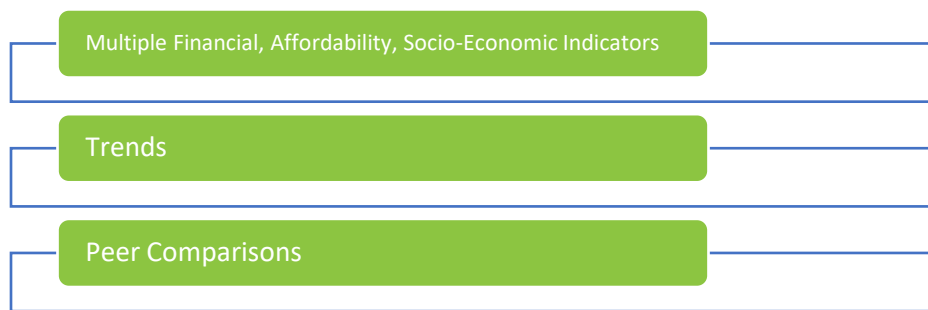 Multiple Financial, Affordability, Socio-Economic Indicators
Trends
Peer Comparisons